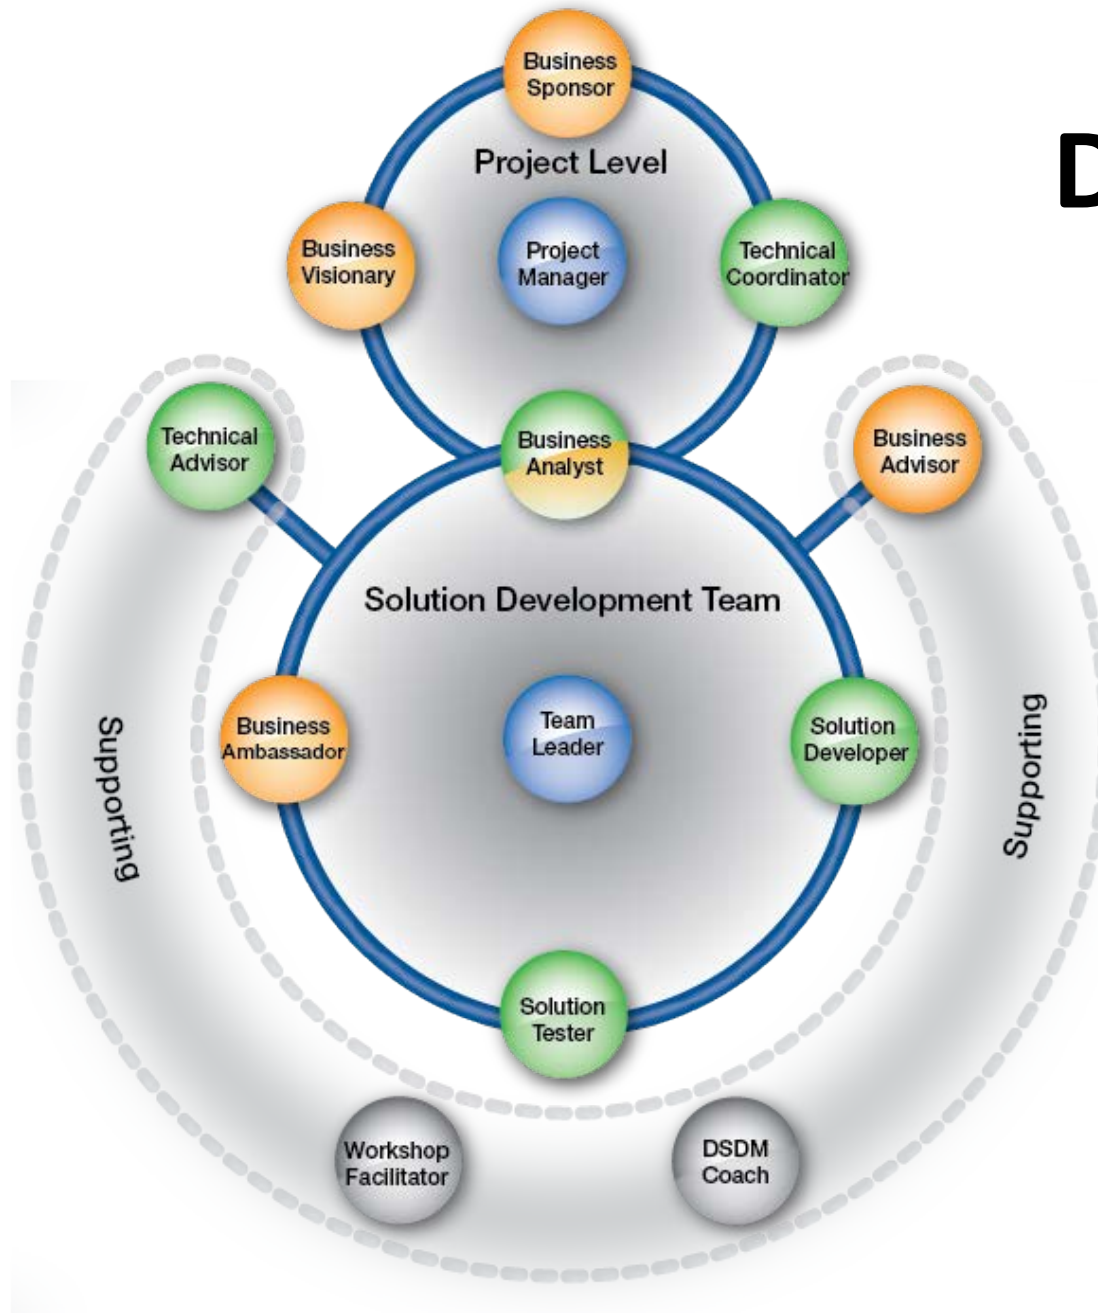 Business
Sponsor
D
Project Level
Business
Visionary
Project
Manager
Technical
Coordinator
Technical
Advisor
Business
Analyst
Business
Advisor
Solution Development Team
Business
Ambassador
Team
Leader
Solution
Developer
Supporting
Supporting
Solution
Tester
Workshop
Facilitator
DSDM
Coach